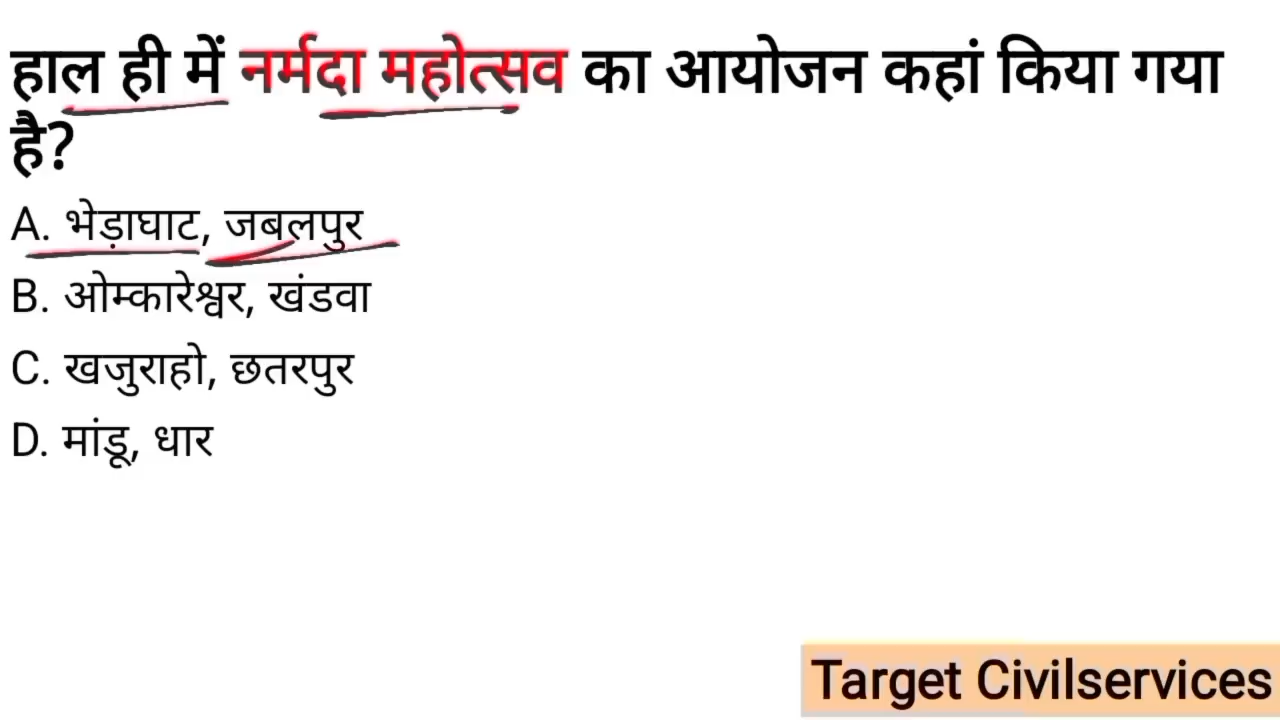 हाल ही में नर्मदा महोत्सव का आयोजन कहां किया गया
है?
A. भेड़ाघाट, जबलपुर
B. ओम्कारेश्वर, खंडवा
C. खजुराहो, छतरपुर
D. मांडू, धार
Target Civilservices